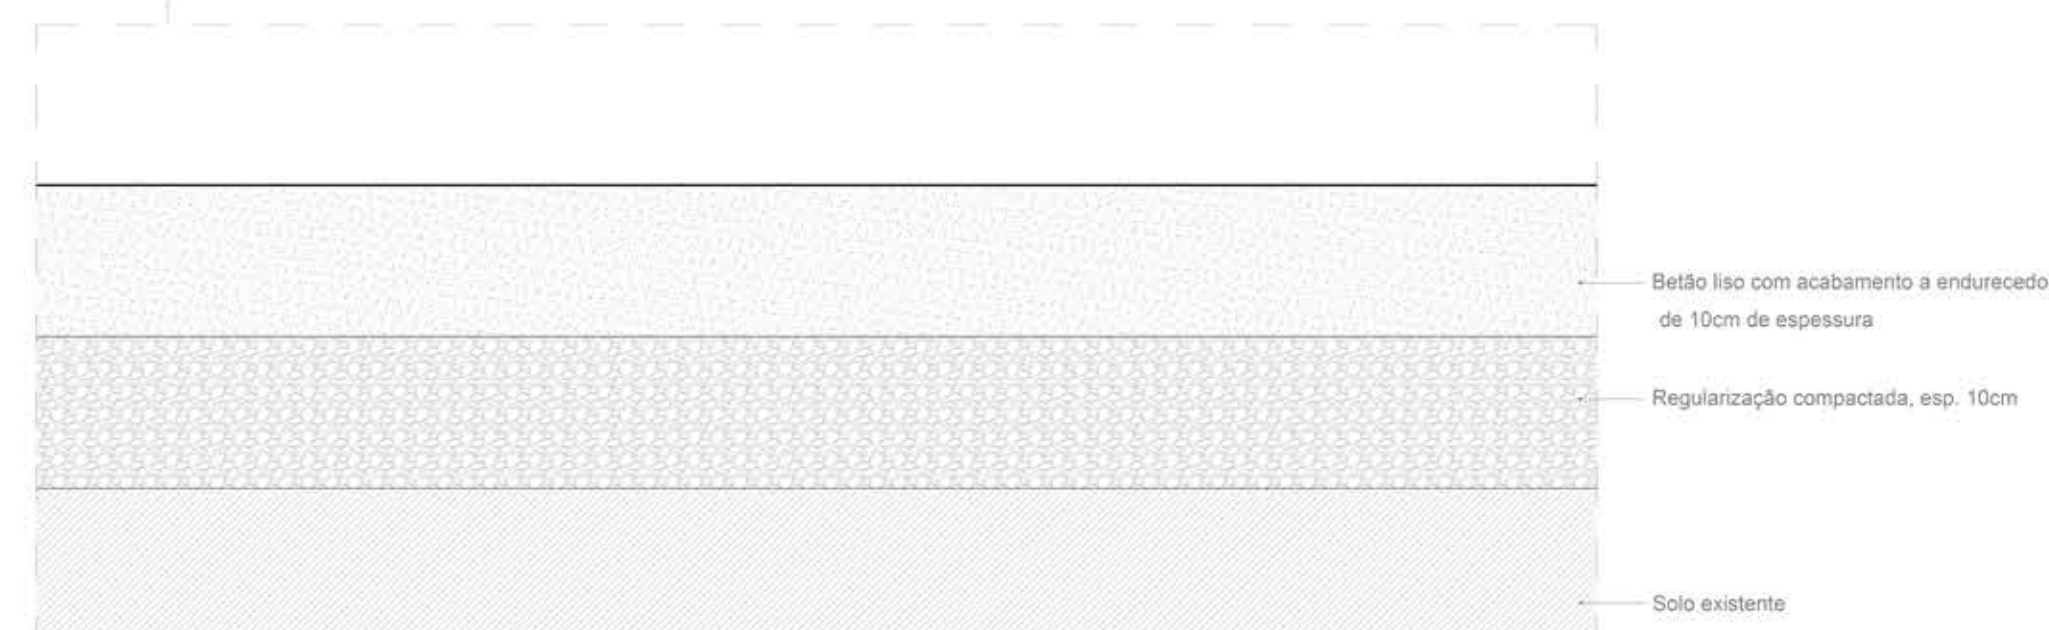 Betão liso com acabamento a endurecedo
de 10cm de espessura
Regularização compactada, esp. 10cm
Solo existente